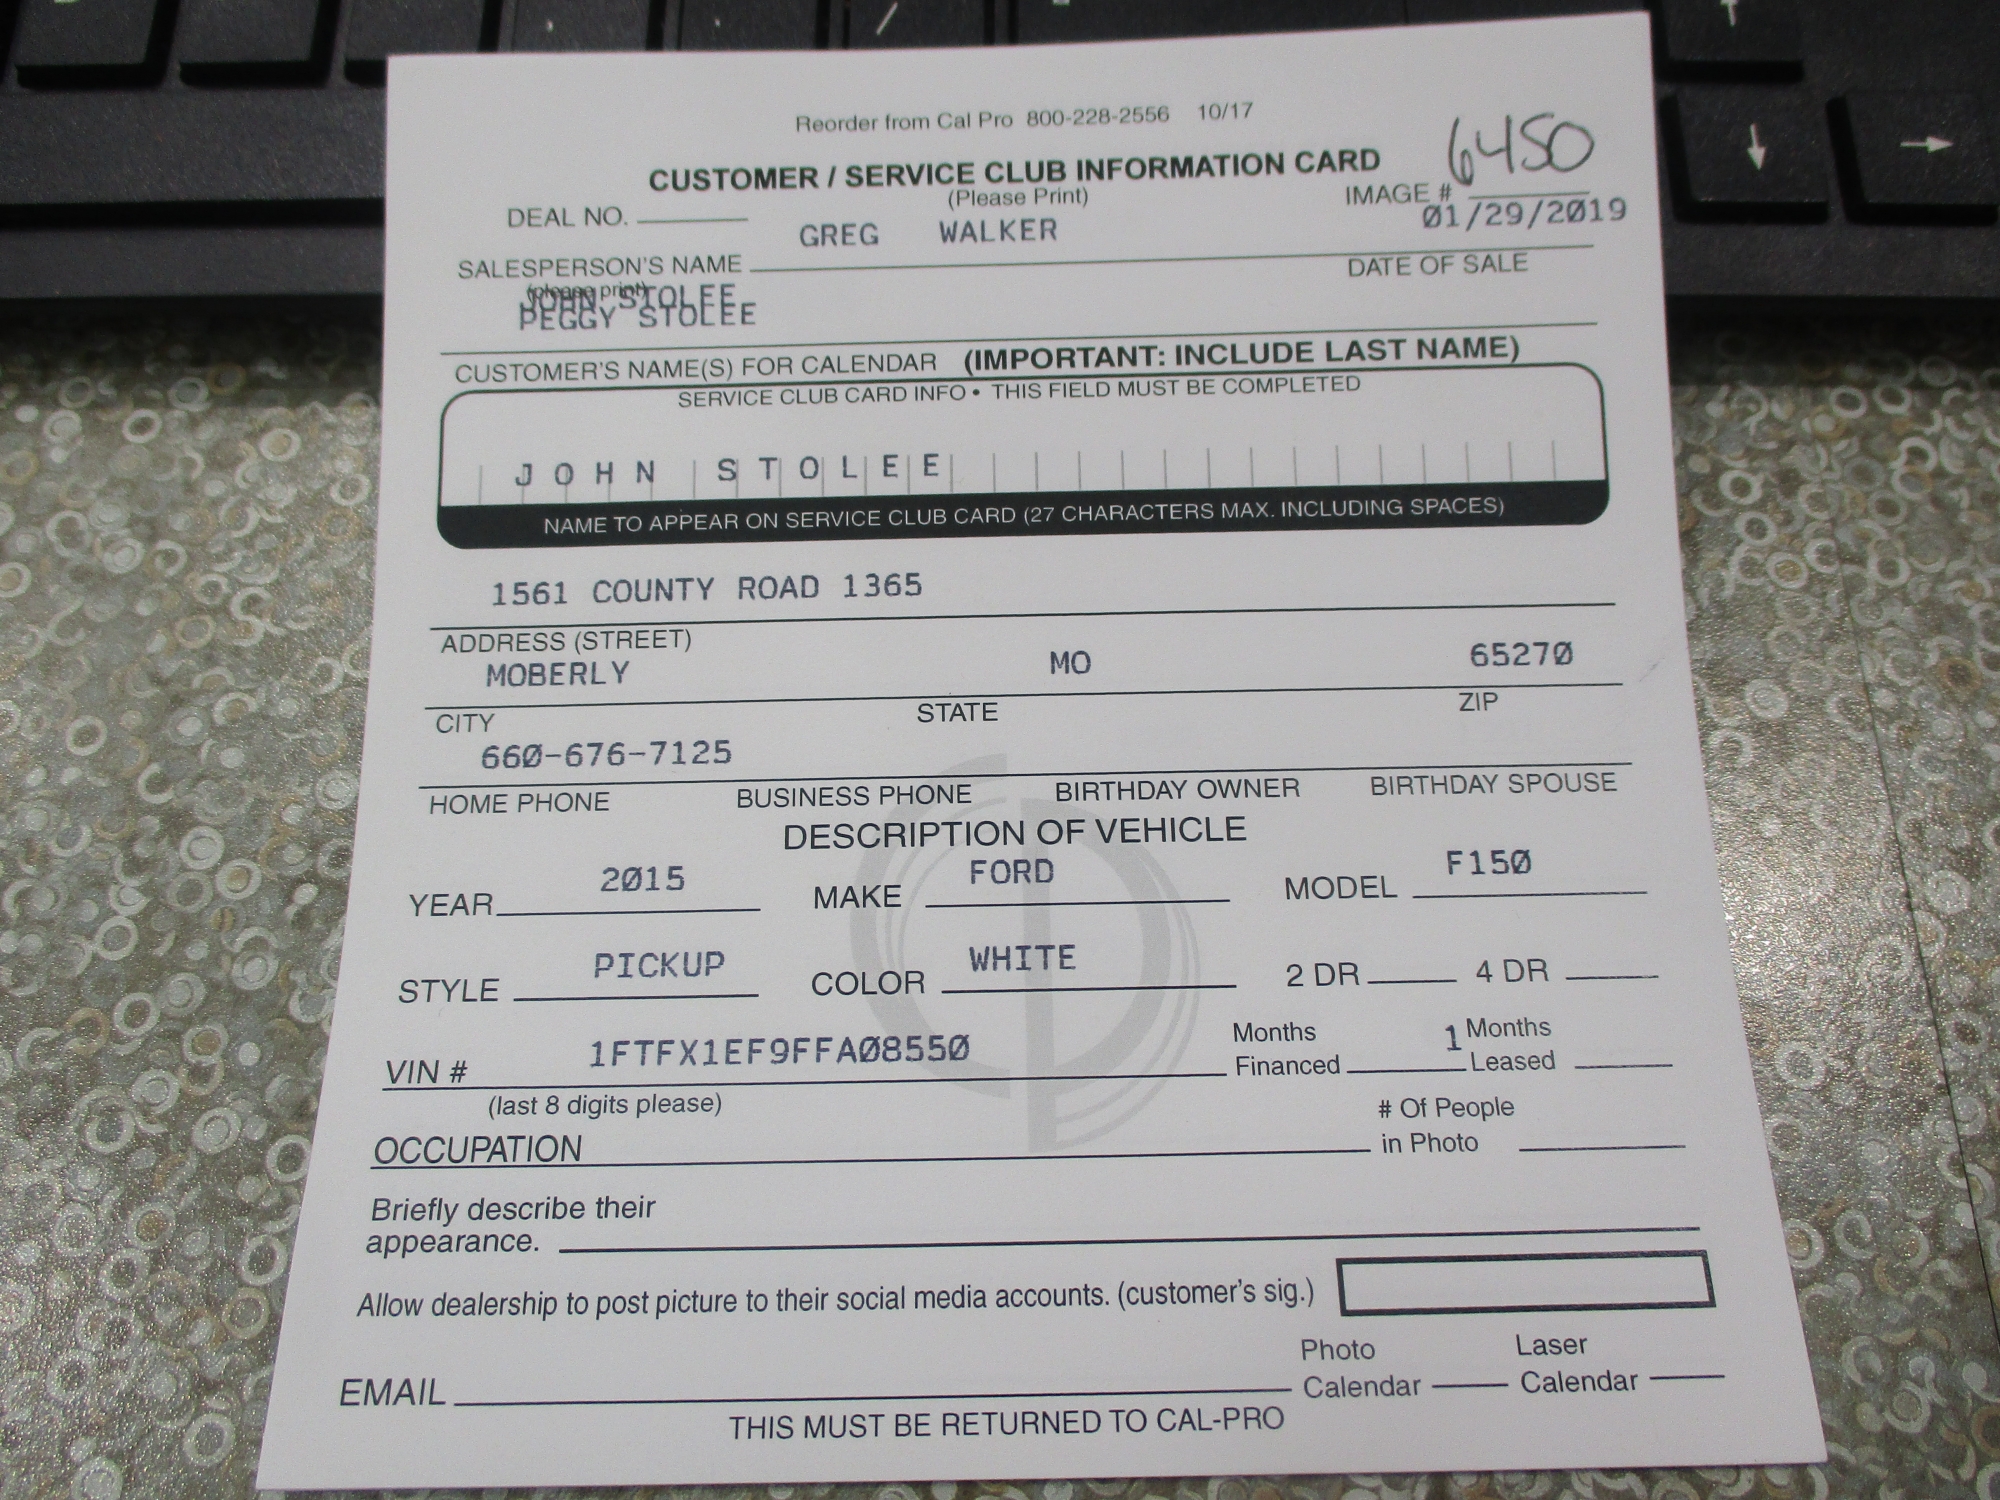 Reorder from Cal Pro 800-228-2556 10/17
6450
CUSTOMER / SERVICE CLUB INFORMATION CARD
(Please Print)
IMAGE #
DEAL NO.
GREG WALKER
01/29/2019
SALESPERSON'S NAME
DATE OF SALE
(please print)
JOHN STOLEE
PEGGY STOLEE
CUSTOMER'S NAME(S) FOR CALENDAR (IMPORTANT: INCLUDE LAST NAME)
SERVICE CLUB CARD INFO • THIS FIELD MUST BE COMPLETED
JOHN STOLEE
NAME TO APPEAR ON SERVICE CLUB CARD (27 CHARACTERS MAX. INCLUDING SPACES)
1561 COUNTY ROAD 1365
ADDRESS (STREET)
MOBERLY MO 65270
CITY STATE ZIP
660-676-7125
HOME PHONE BUSINESS PHONE BIRTHDAY OWNER BIRTHDAY SPOUSE
DESCRIPTION OF VEHICLE
YEAR 2015 MAKE FORD MODEL F150
STYLE PICKUP COLOR WHITE 2 DR 4 DR
VIN # 1FTFX1EF9FFA08550 Months Financed 1 Months Leased
(last 8 digits please)
OCCUPATION # Of People in Photo
Briefly describe their
appearance.
Allow dealership to post picture to their social media accounts. (customer's sig.)
EMAIL Photo Calendar Laser Calendar
THIS MUST BE RETURNED TO CAL-PRO